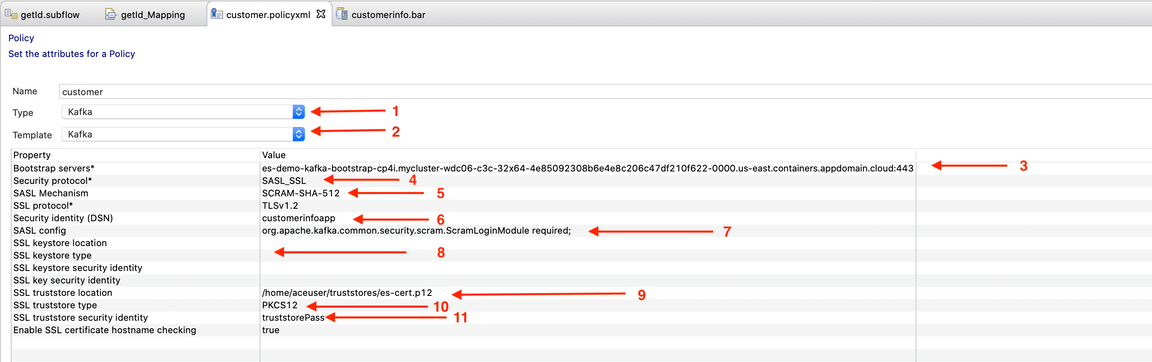 getId.subflow getId_Mapping customer.policyxml customerinfo.bar
Policy
Set the attributes for a Policy
Name customer
Type Kafka 1
Template Kafka 2
Property Value
Bootstrap servers* es-demo-kafka-bootstrap-cp4i.mycluster-wdc06-c3c-32x64-4e85092308b6e4e8c206c47df210f622-0000.us-east.containers.appdomain.cloud:443 3
Security protocol* SASL_SSL 4
SASL Mechanism SCRAM-SHA-512 5
SSL protocol* TLSv1.2
Security identity (DSN) customerinfoapp 6
SASL config org.apache.kafka.common.security.scram.ScramLoginModule required; 7
SSL keystore location
SSL keystore type 8
SSL keystore security identity
SSL key security identity
SSL truststore location /home/aceuser/truststores/es-cert.p12 9
SSL truststore type PKCS12 10
SSL truststore security identity truststorePass 11
Enable SSL certificate hostname checking true